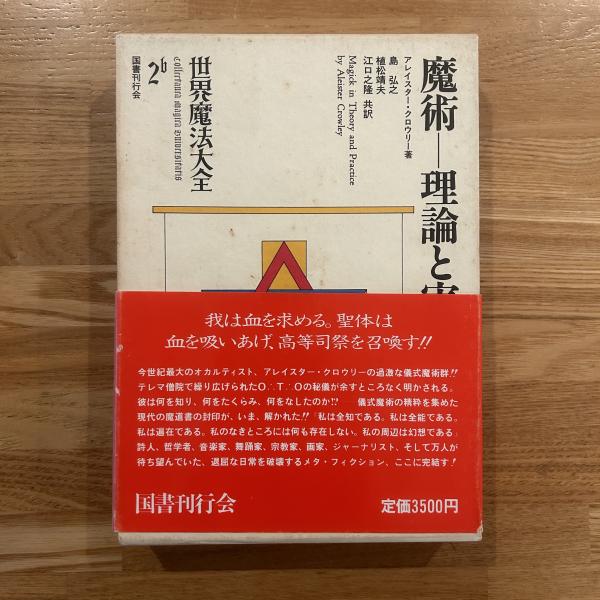 魔術―理論と実
アレイスター・クロウリー著
島 弘之
植松靖夫
江口之隆 共訳
Magick in Theory and Practice
by Aleister Crowley
世界魔法大全
2b
国書刊行会
我は血を求める。聖体は
血を吸いあげ、高等司祭を召喚す!!
今世紀最大のオカルティスト、アレイスター・クロウリーの過激な儀式魔術群!!
テレマ僧院で繰り広げられたO∴T∴Oの秘儀が余すところなく明かされる。
彼は何を知り、何をたくらみ、何をなしたのか!? ――儀式魔術の精粋を集めた
現代の魔道書の封印が、いま、解かれた!!「私は全知である。私は全能である。
私は遍在である。私のなきところには何も存在しない。私の周辺は幻想である」
詩人、哲学者、音楽家、舞踊家、宗教家、画家、ジャーナリスト、そして万人が
待ち望んでいた、退屈な日常を破壊するメタ・フィクション、ここに完結す!
国書刊行会
定価3500円